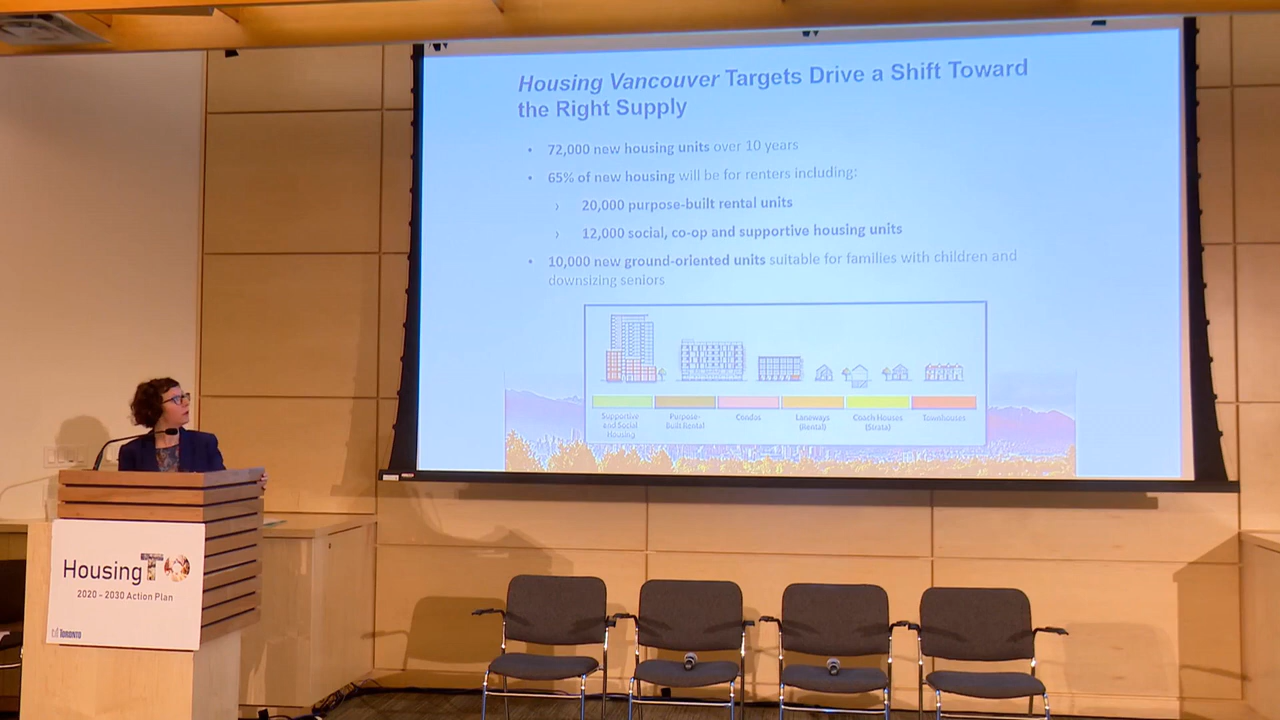 Housing Vancouver Targets Drive a Shift Toward
the Right Supply
• 72,000 new housing units over 10 years
• 65% of new housing will be for renters including:
› 20,000 purpose-built rental units
› 12,000 social, co-op and supportive housing units
• 10,000 new ground-oriented units suitable for families with children and
downsizing seniors
Supportive
and Social
Housing
Purpose-
Built Rental
Condos
Laneways
(Rental)
Coach Houses
(Strata)
Townhouses
HousingTO
2020 - 2030 Action Plan
TORONTO